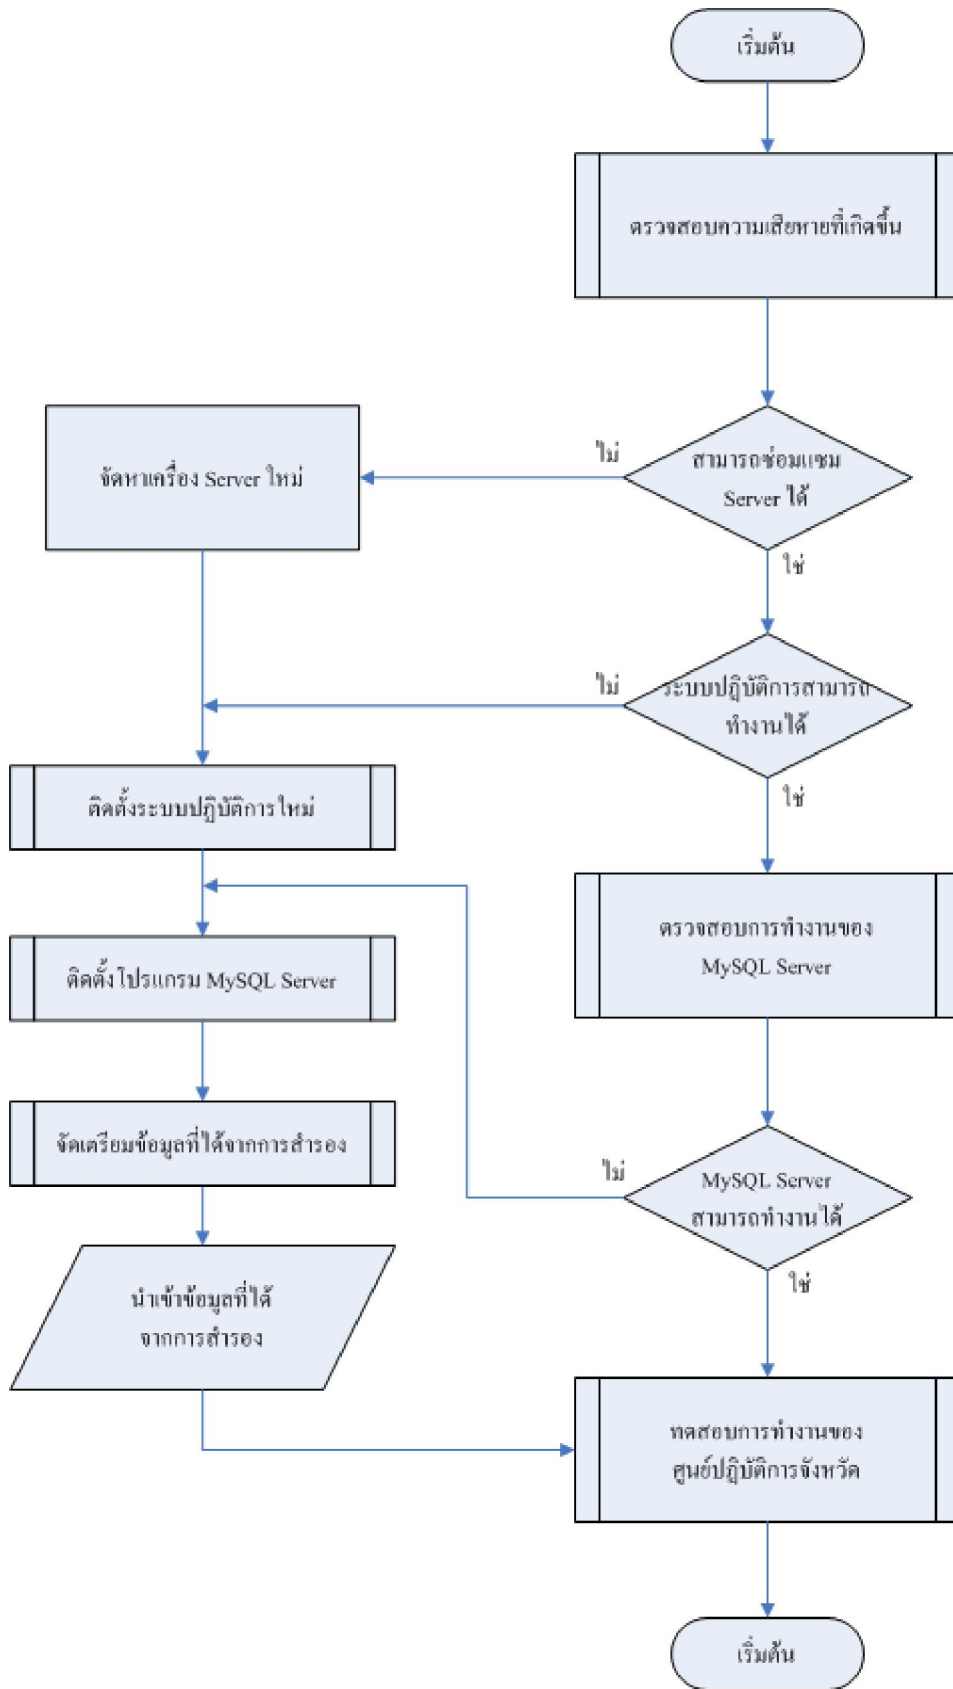 เริ่มต้น
ตรวจสอบความเสียหายที่เกิดขึ้น
สามารถซ่อมแซม
Server ได้
ไม่
จัดหาเครื่อง Server ใหม่
ใช่
ระบบปฏิบัติการสามารถ
ทำงานได้
ไม่
ติดตั้งระบบปฏิบัติการใหม่
ใช่
ตรวจสอบการทำงานของ
MySQL Server
ติดตั้งโปรแกรม MySQL Server
จัดเตรียมข้อมูลที่ได้จากการสำรอง
MySQL Server
สามารถทำงานได้
ไม่
ใช่
นำเข้าข้อมูลที่ได้
จากการสำรอง
ทดสอบการทำงานของ
ศูนย์ปฏิบัติการจังหวัด
เริ่มต้น